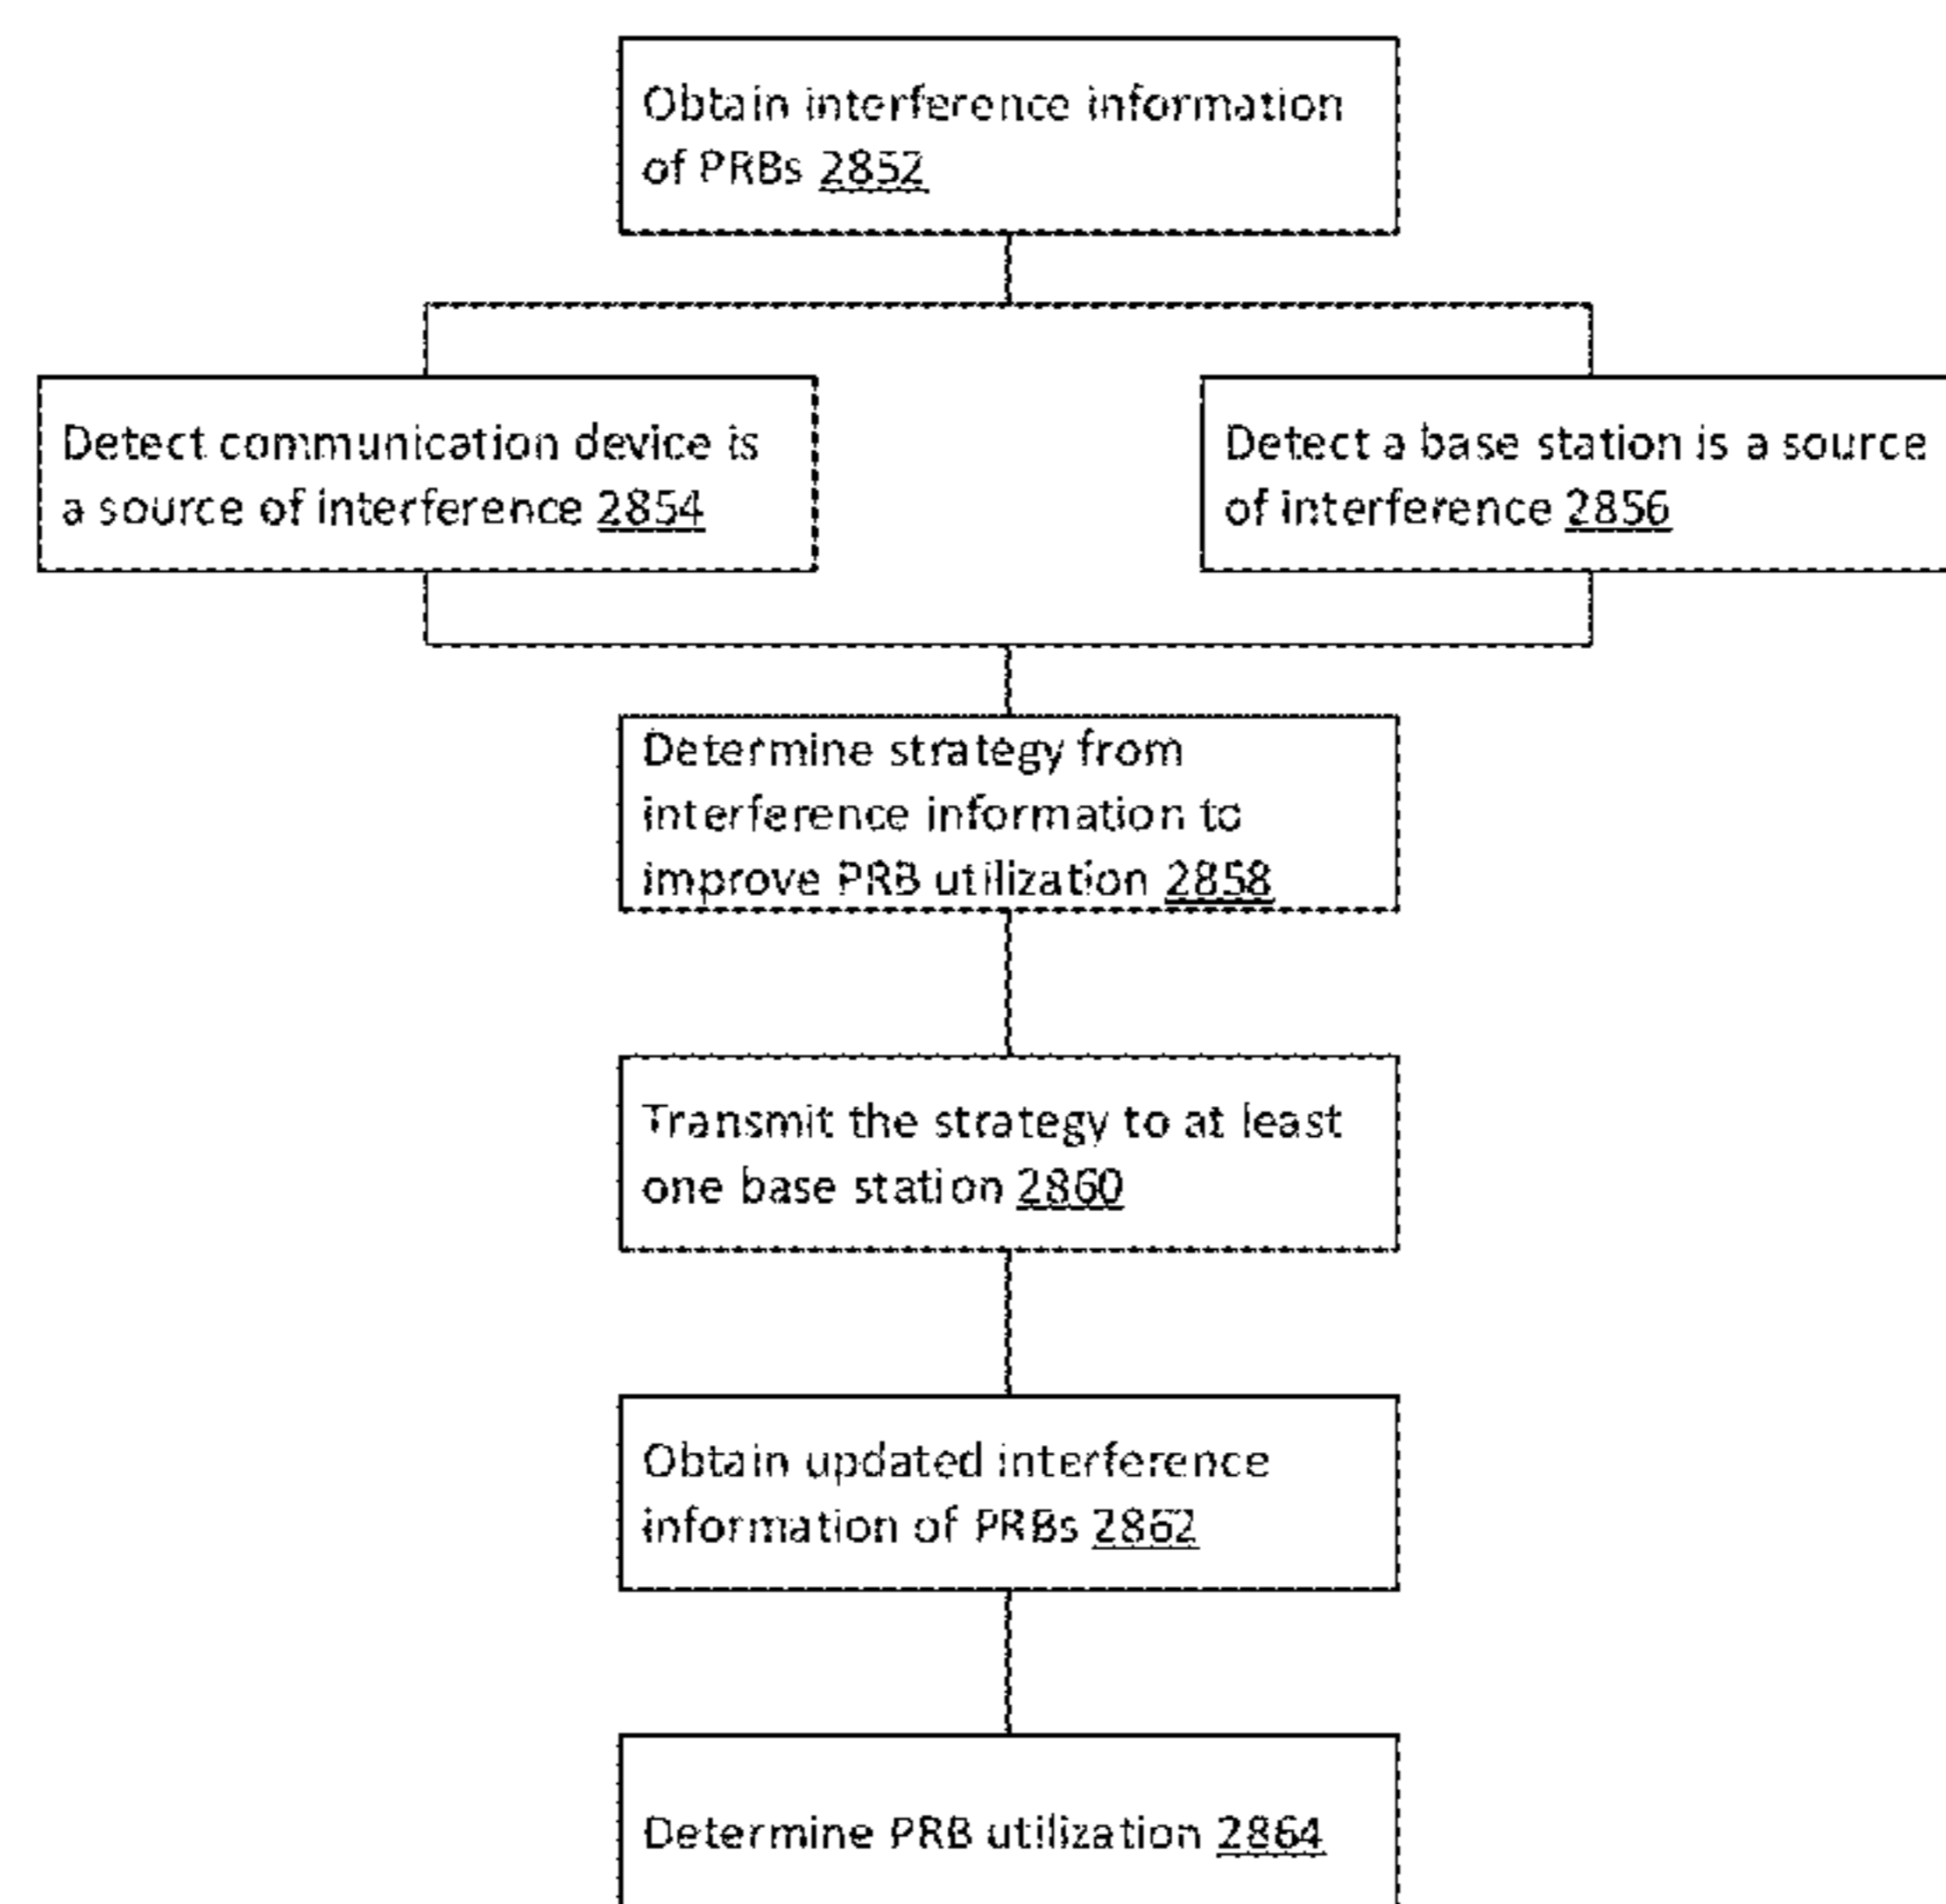 Obtain interference information
of PRBs 2852
Detect communication device is
a source of interference 2854
Detect a base station is a source
of interference 2856
Determine strategy from
interference information to
improve PRB utilization 2858
Transmit the strategy to at least
one base station 2860
Obtain updated interference
information of PRBs 2862
Determine PRB utilization 2864